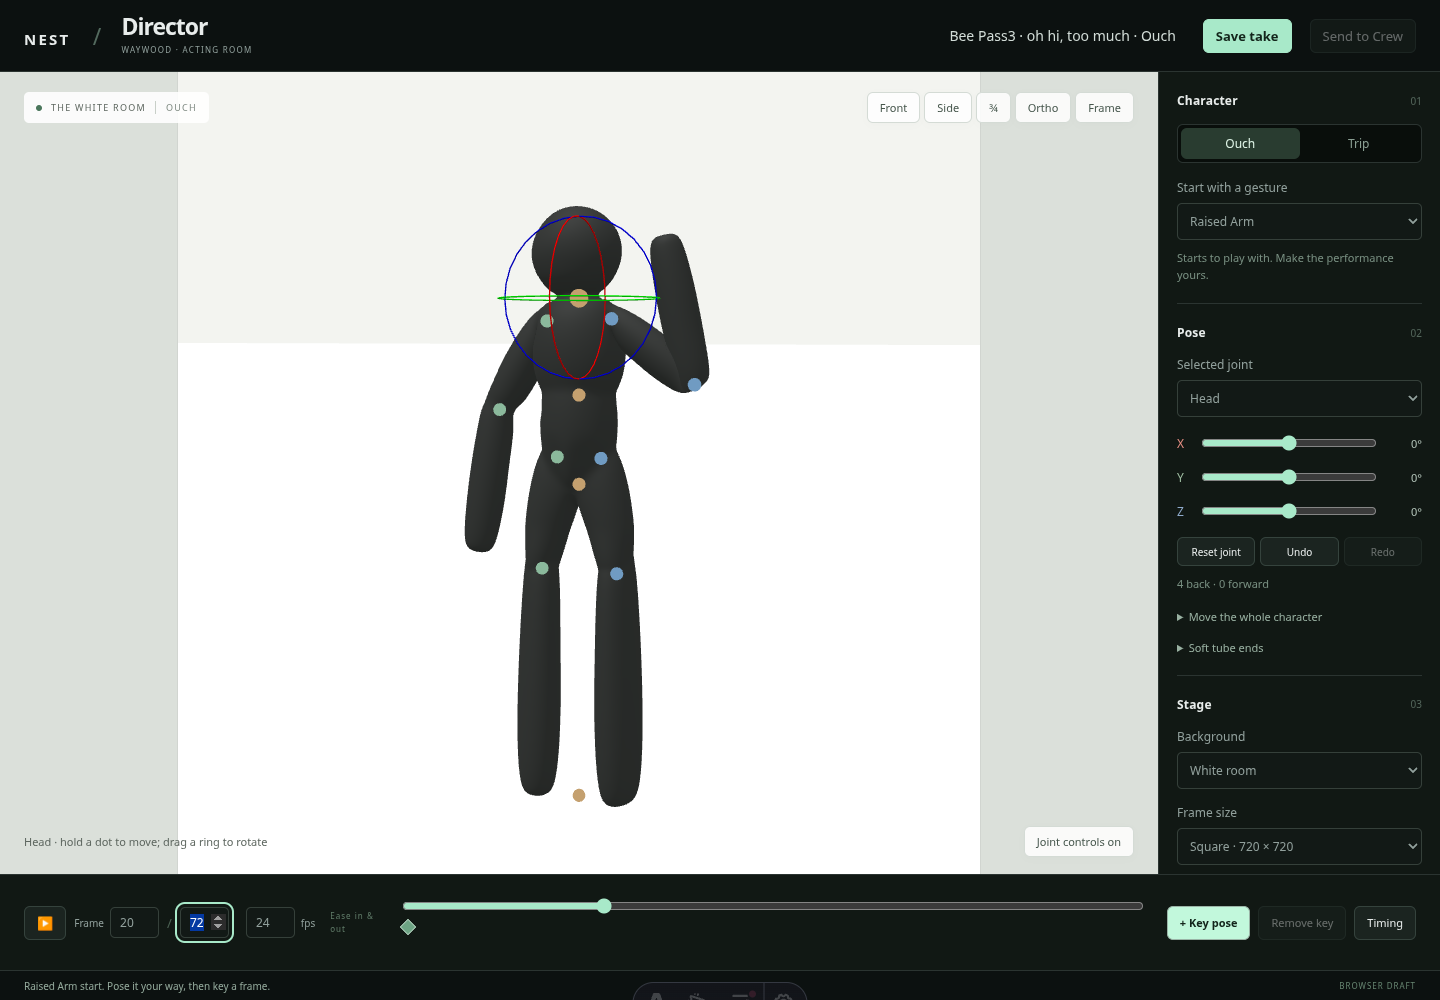 NEST / Director
WAYWOOD · ACTING ROOM
Bee Pass3 · oh hi, too much · Ouch
Save take
Send to Crew
THE WHITE ROOM | OUCH
Front
Side
¾
Ortho
Frame
Character 01
Ouch
Trip
Start with a gesture
Raised Arm
Starts to play with. Make the performance
yours.
Pose 02
Selected joint
Head
X 0°
Y 0°
Z 0°
Reset joint
Undo
Redo
4 back · 0 forward
Move the whole character
Soft tube ends
Stage 03
Background
White room
Frame size
Square · 720 × 720
Head · hold a dot to move; drag a ring to rotate
Joint controls on
Frame 20 / 72 24 fps
Ease in &
out
+ Key pose
Remove key
Timing
Raised Arm start. Pose it your way, then key a frame.
BROWSER DRAFT